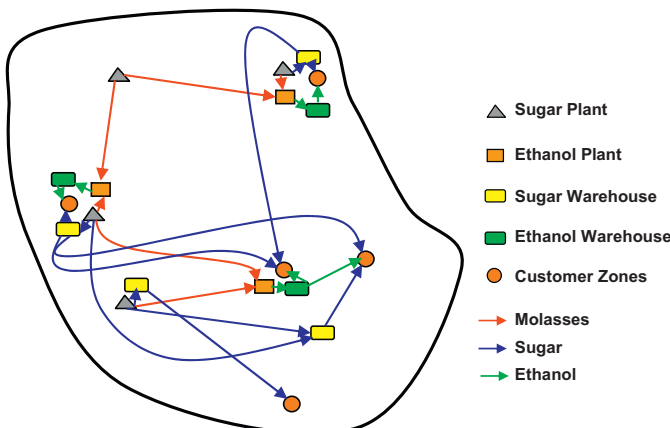 Sugar Plant
Ethanol Plant
Sugar Warehouse
Ethanol Warehouse
Customer Zones
Molasses
Sugar
Ethanol